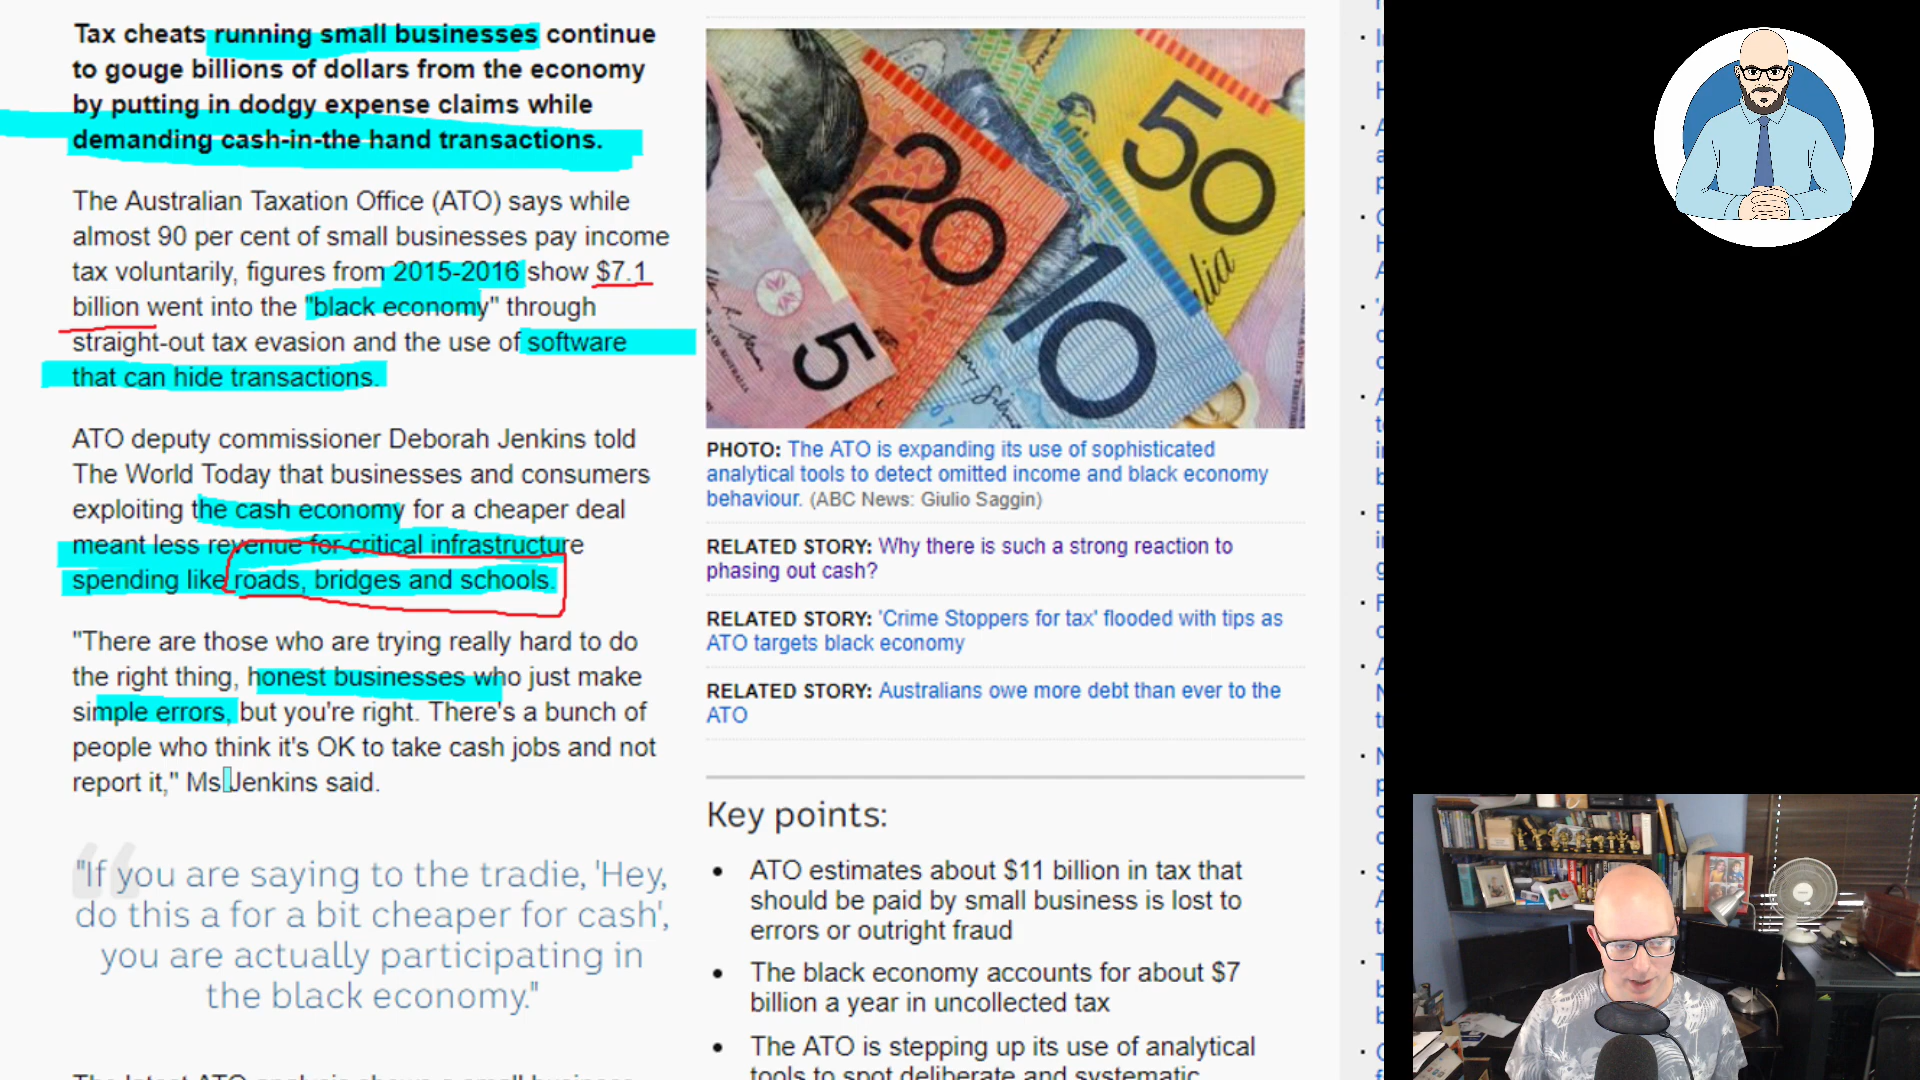 Tax cheats running small businesses continue
to gouge billions of dollars from the economy
by putting in dodgy expense claims while
demanding cash-in-the hand transactions.
The Australian Taxation Office (ATO) says while
almost 90 per cent of small businesses pay income
tax voluntarily, figures from 2015-2016 show $7.1
billion went into the "black economy" through
straight-out tax evasion and the use of software
that can hide transactions.
ATO deputy commissioner Deborah Jenkins told
The World Today that businesses and consumers
exploiting the cash economy for a cheaper deal
meant less revenue for critical infrastructure
spending like roads, bridges and schools.
"There are those who are trying really hard to do
the right thing, honest businesses who just make
simple errors, but you're right. There's a bunch of
people who think it's OK to take cash jobs and not
report it," Ms Jenkins said.
"If you are saying to the tradie, 'Hey,
do this a for a bit cheaper for cash',
you are actually participating in
the black economy."
20
50
10
5
PHOTO: The ATO is expanding its use of sophisticated
analytical tools to detect omitted income and black economy
behaviour. (ABC News: Giulio Saggin)
RELATED STORY: Why there is such a strong reaction to
phasing out cash?
RELATED STORY: 'Crime Stoppers for tax' flooded with tips as
ATO targets black economy
RELATED STORY: Australians owe more debt than ever to the
ATO
Key points:
• ATO estimates about $11 billion in tax that
should be paid by small business is lost to
errors or outright fraud
• The black economy accounts for about $7
billion a year in uncollected tax
• The ATO is stepping up its use of analytical
tools to spot deliberate and systematic